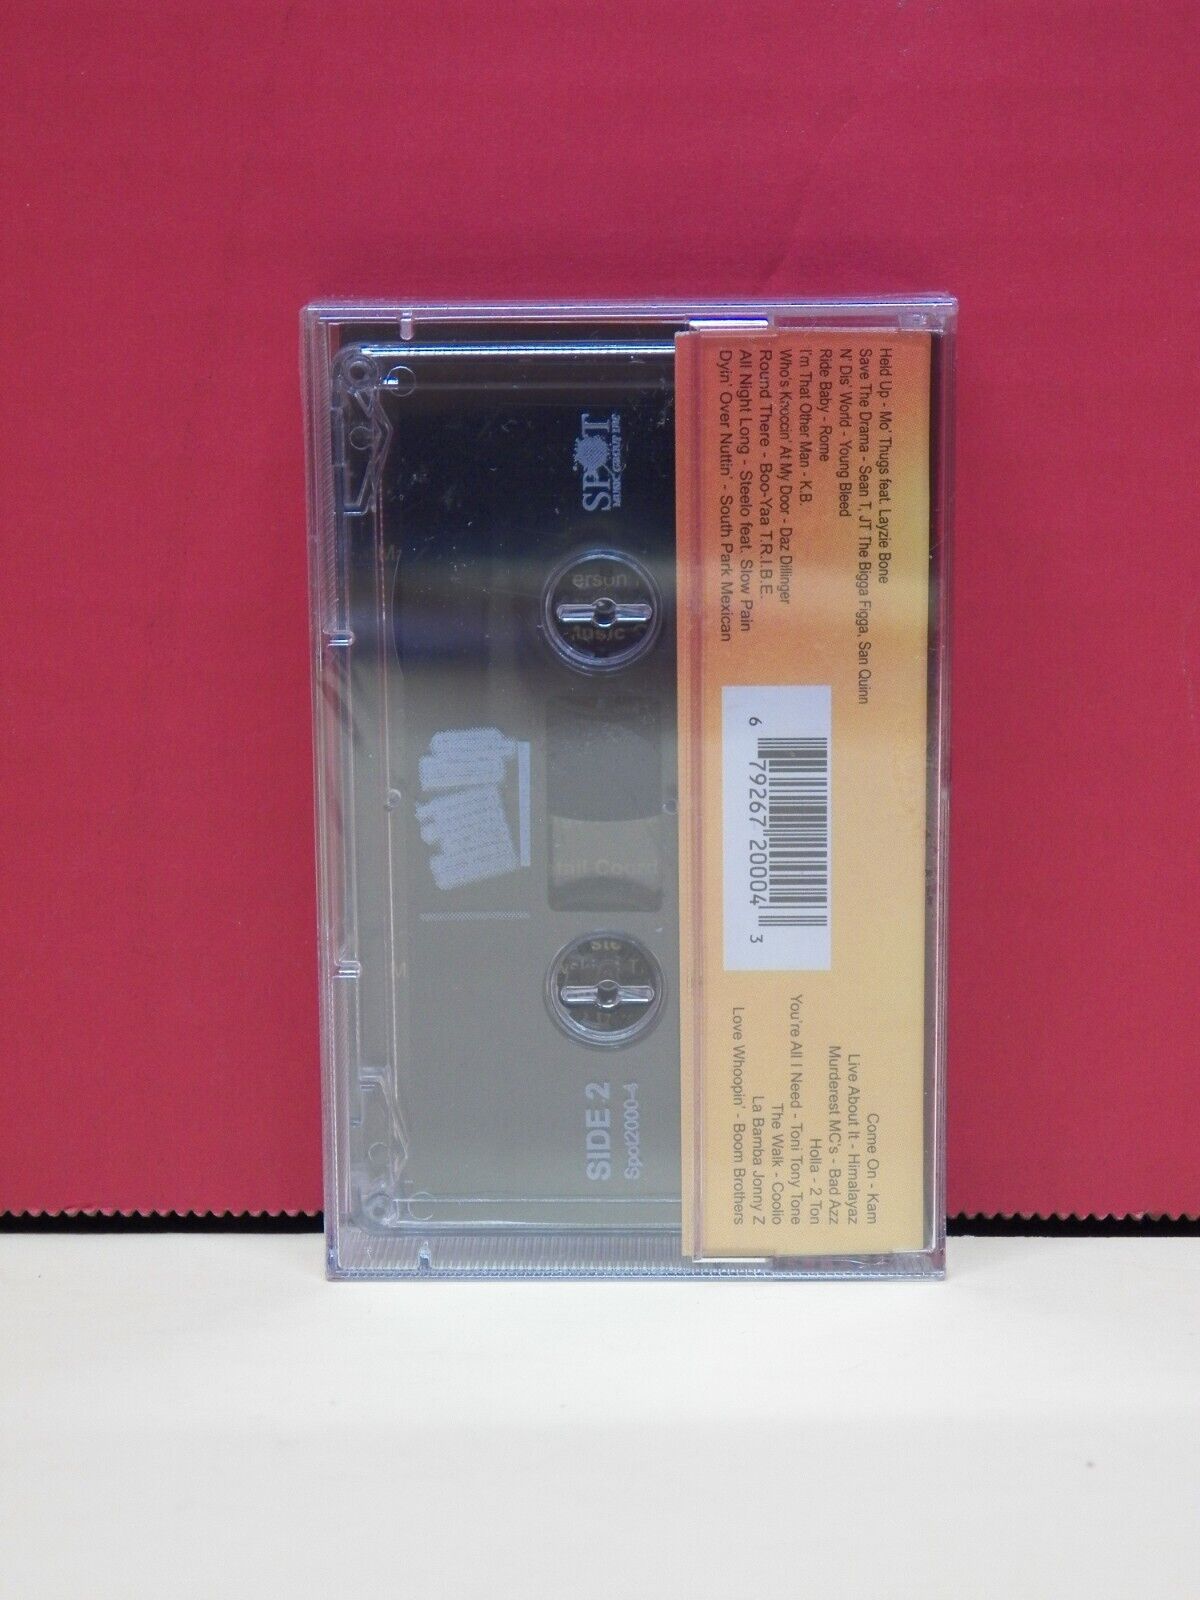 Held Up - Mo' Thugs feat. Layzie Bone
Save The Drama - Sean T, JT The Bigga Figga, San Quinn
N' Dis' World - Young Bleed
Ride Baby - Rome
I'm That Other Man - K.B.
Who's Knoccin' At My Door - Daz Dillinger
Round There - Boo-Yaa T.R.I.B.E.
All Night Long - Steelo feat. Slow Pain
Dyin' Over Nuttin' - South Park Mexican
6 79267 20004 3
Come On - Kam
Live About It - Himalayaz
Murderest MC's - Bad Azz
Holla - 2 Ton
You're All I Need - Toni Tony Tone
The Walk - Coolio
La Bamba Jonny Z
Love Whoopin' - Boom Brothers
SIDE 2
Spot2000-4